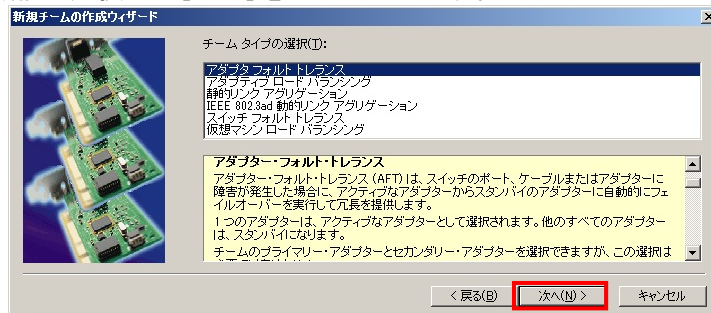 新規チームの作成ウィザード
チーム タイプの選択(T):
アダプタ フォルト トレランス
アダプティブ ロード バランシング
静的リンク アグリゲーション
IEEE 802.3ad 動的リンク アグリゲーション
スイッチ フォルト トレランス
仮想マシン ロード バランシング
アダプター・フォルト・トレランス
アダプター・フォルト・トレランス (AFT) は、スイッチのポート、ケーブルまたはアダプターに
障害が発生した場合に、アクティブなアダプターからスタンバイのアダプターに自動的にフェ
イルオーバーを実行して冗長を提供します。
1 つのアダプターは、アクティブなアダプターとして選択されます。他のすべてのアダプター
は、スタンバイになります。
チームのプライマリー・アダプターとセカンダリー・アダプターを選択できますが、この選択は
< 戻る(B)
次へ(N) >
キャンセル